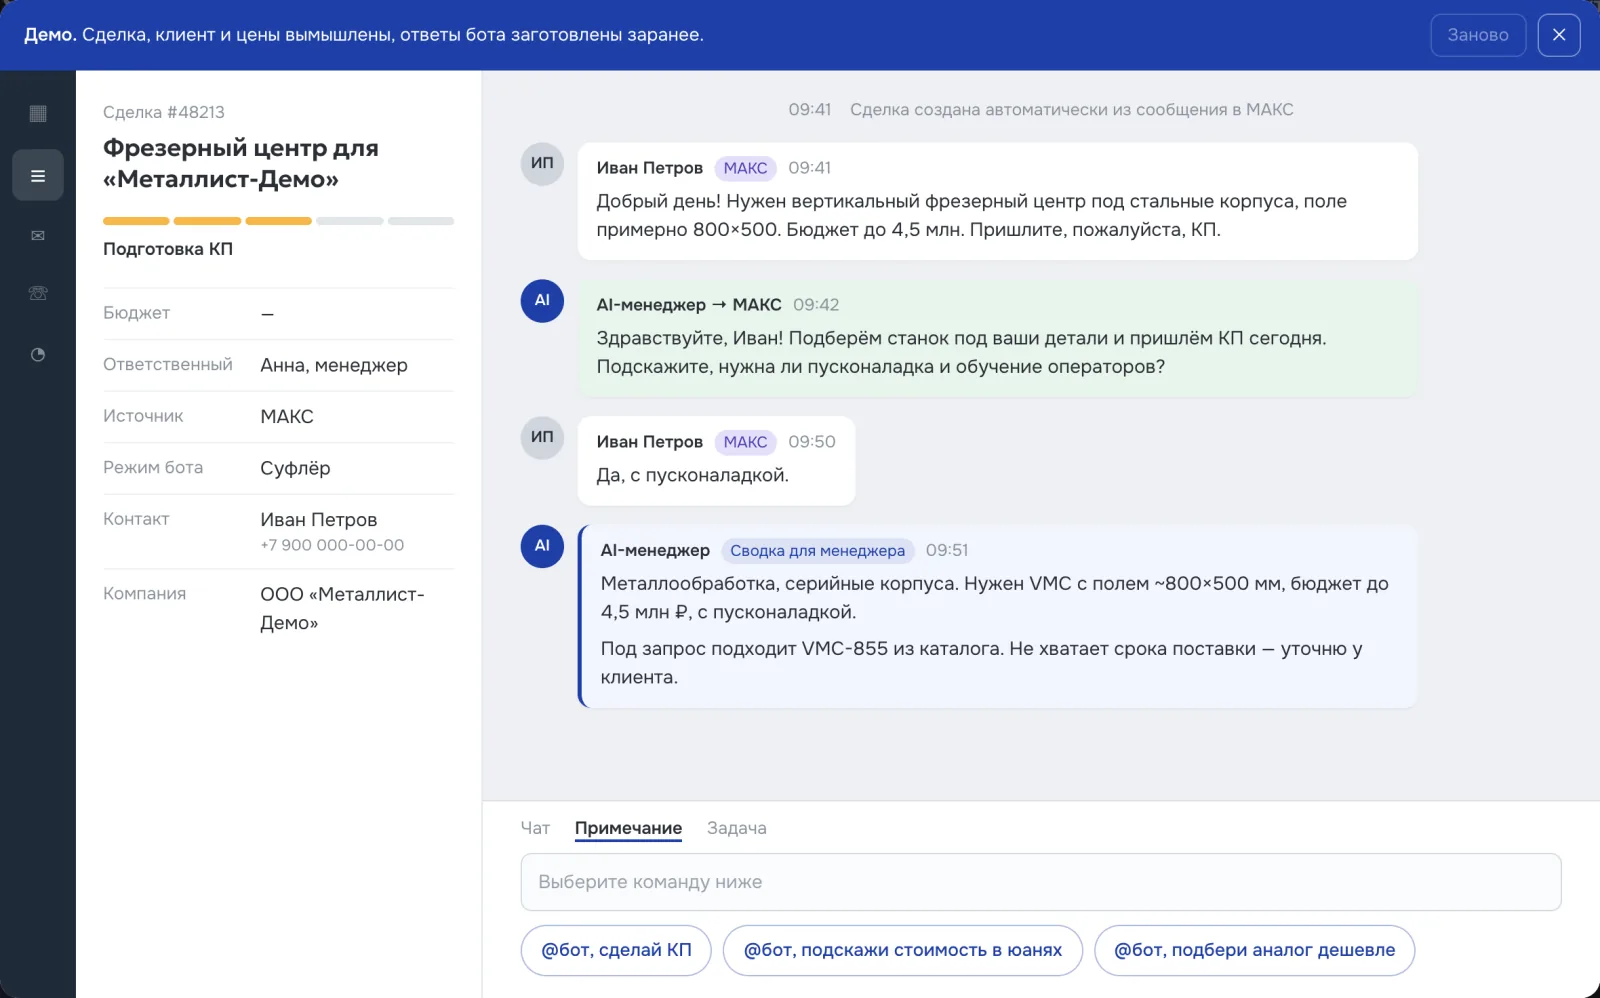 Демо. Сделка, клиент и цены вымышлены, ответы бота заготовлены заранее.
Заново
Сделка #48213
Фрезерный центр для
«Металлист-Демо»
Подготовка КП
Бюджет —
Ответственный Анна, менеджер
Источник МАКС
Режим бота Суфлёр
Контакт Иван Петров
+7 900 000-00-00
Компания ООО «Металлист-
Демо»
09:41 Сделка создана автоматически из сообщения в МАКС
ИП
Иван Петров МАКС 09:41
Добрый день! Нужен вертикальный фрезерный центр под стальные корпуса, поле
примерно 800×500. Бюджет до 4,5 млн. Пришлите, пожалуйста, КП.
AI
AI-менеджер → МАКС 09:42
Здравствуйте, Иван! Подберём станок под ваши детали и пришлём КП сегодня.
Подскажите, нужна ли пусконаладка и обучение операторов?
ИП
Иван Петров МАКС 09:50
Да, с пусконаладкой.
AI
AI-менеджер Сводка для менеджера 09:51
Металлообработка, серийные корпуса. Нужен VMC с полем ~800×500 мм, бюджет до
4,5 млн ₽, с пусконаладкой.
Под запрос подходит VMC-855 из каталога. Не хватает срока поставки — уточню у
клиента.
Чат Примечание Задача
Выберите команду ниже
@бот, сделай КП @бот, подскажи стоимость в юанях @бот, подбери аналог дешевле